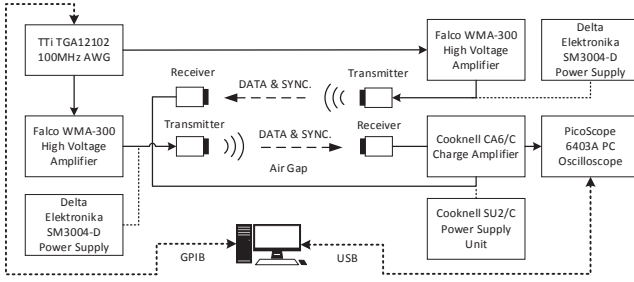 TTi TGA12102
100MHz AWG
Falco WMA-300
High Voltage
Amplifier
Delta
Elektronika
SM3004-D
Power Supply
Receiver
DATA & SYNC.
Transmitter
Transmitter
DATA & SYNC.
Receiver
Air Gap
Falco WMA-300
High Voltage
Amplifier
Cooknell CA6/C
Charge Amplifier
PicoScope
6403A PC
Oscilloscope
Delta
Elektronika
SM3004-D
Power Supply
Cooknell SU2/C
Power Supply
Unit
GPIB
USB